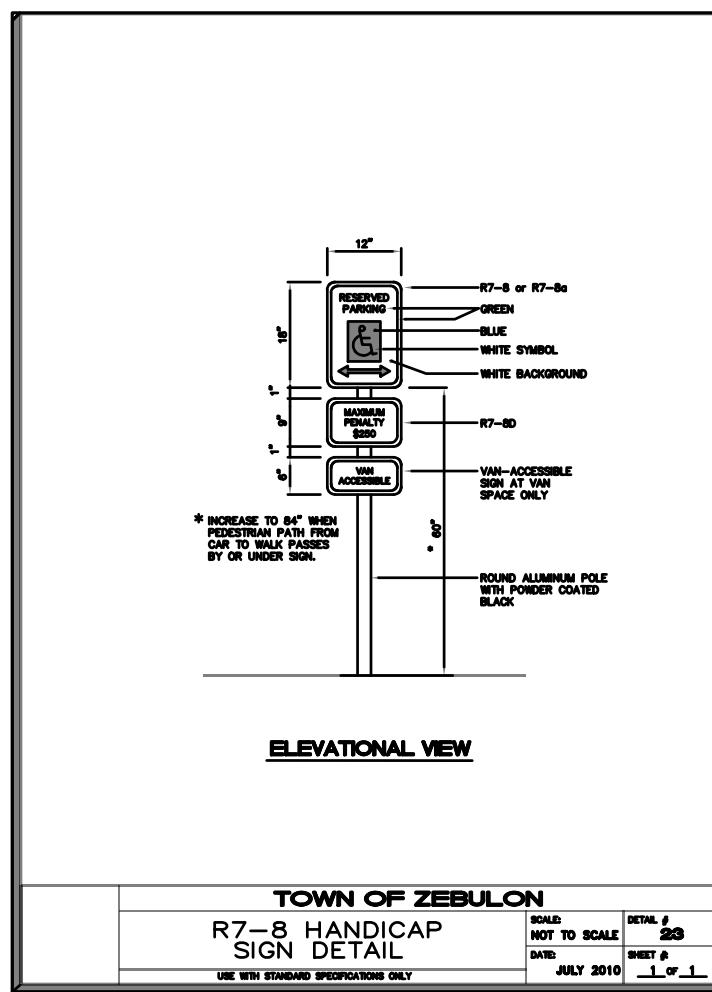 12"
RESERVED
PARKING
18"
1"
MAXIMUM
PENALTY
$250
9"
1"
VAN
ACCESSIBLE
6"
R7-8 or R7-8a
GREEN
BLUE
WHITE SYMBOL
WHITE BACKGROUND
R7-8D
VAN-ACCESSIBLE
SIGN AT VAN
SPACE ONLY
* 60"
* INCREASE TO 84" WHEN
PEDESTRIAN PATH FROM
CAR TO WALK PASSES
BY OR UNDER SIGN.
ROUND ALUMINUM POLE
WITH POWDER COATED
BLACK
ELEVATIONAL VIEW
TOWN OF ZEBULON
R7-8 HANDICAP
SIGN DETAIL
USE WITH STANDARD SPECIFICATIONS ONLY
SCALE:
NOT TO SCALE
DETAIL #
23
DATE:
JULY 2010
SHEET #:
1 OF 1